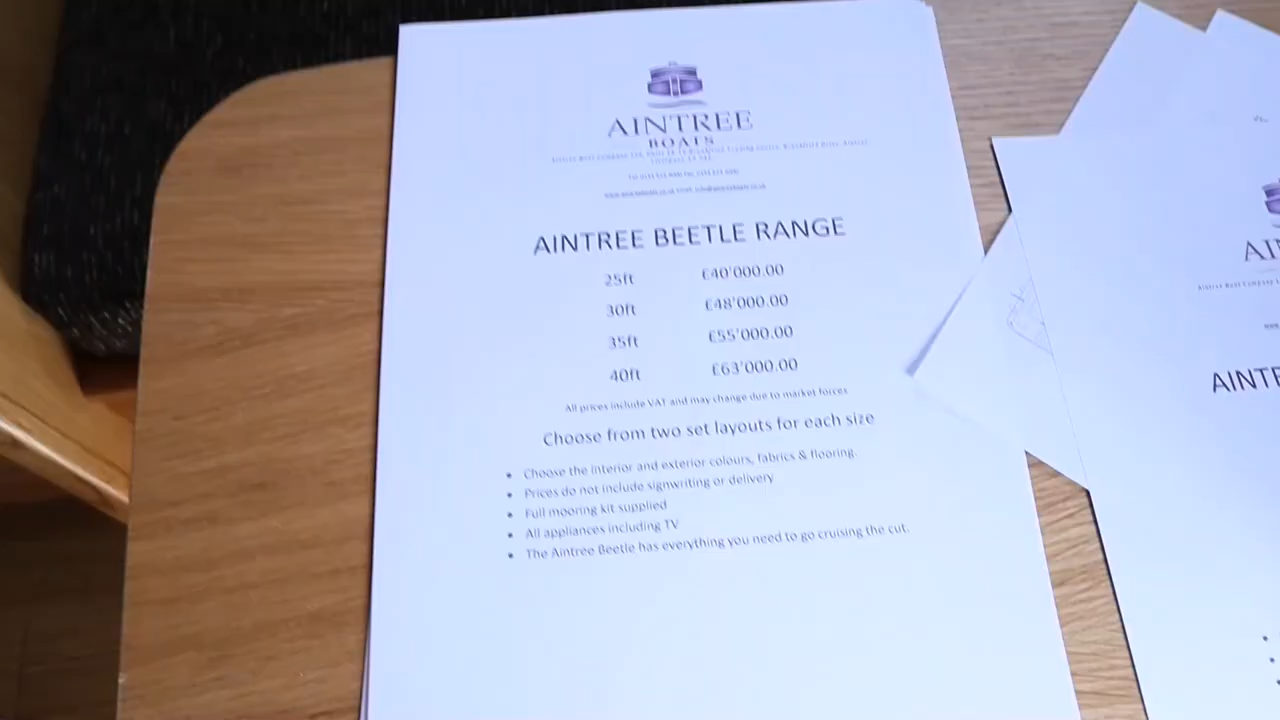 AINTREE
BOATS
AINTREE BEETLE RANGE
25ft £40'000.00
30ft £48'000.00
35ft £55'000.00
40ft £63'000.00
All prices include VAT and may change due to market forces
Choose from two set layouts for each size
• Choose the interior and exterior colours, fabrics & flooring.
• Prices do not include signwriting or delivery
• Full mooring kit supplied
• All appliances including TV
• The Aintree Beetle has everything you need to go cruising the cut.
AI
AINTE